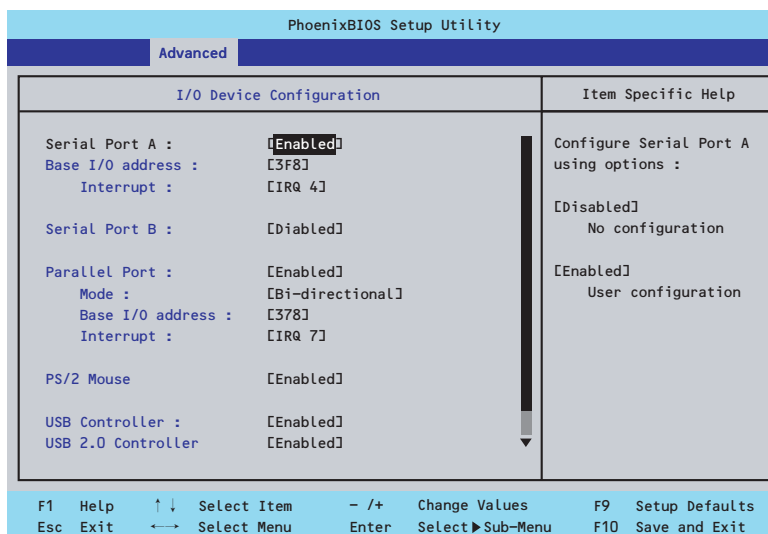 PhoenixBIOS Setup Utility
Advanced
I/O Device Configuration
Item Specific Help
Serial Port A : [Enabled]
Base I/O address : [3F8]
Interrupt : [IRQ 4]
Serial Port B : [Diabled]
Parallel Port : [Enabled]
Mode : [Bi-directional]
Base I/O address : [378]
Interrupt : [IRQ 7]
PS/2 Mouse [Enabled]
USB Controller : [Enabled]
USB 2.0 Controller [Enabled]
Configure Serial Port A
using options :
[Disabled]
No configuration
[Enabled]
User configuration
F1 Help ↑↓ Select Item - /+ Change Values F9 Setup Defaults
Esc Exit ←→ Select Menu Enter Select▶Sub-Menu F10 Save and Exit